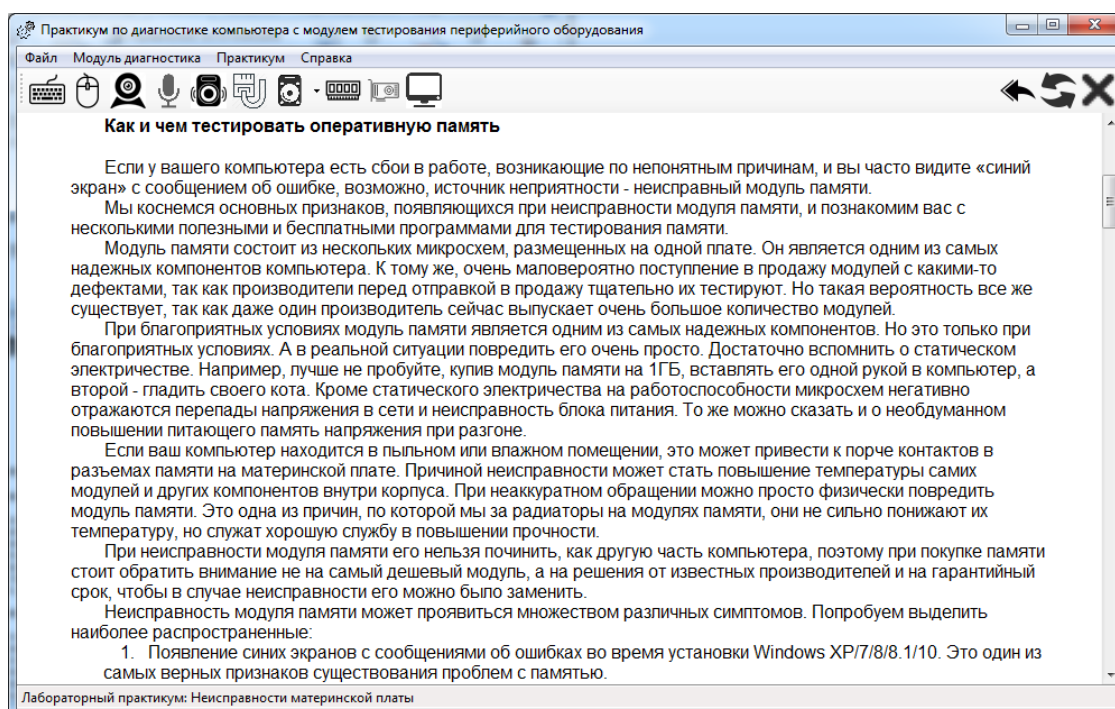 Практикум по диагностике компьютера с модулем тестирования периферийного оборудования
Файл Модуль диагностика Практикум Справка
Как и чем тестировать оперативную память
Если у вашего компьютера есть сбои в работе, возникающие по непонятным причинам, и вы часто видите «синий
экран» с сообщением об ошибке, возможно, источник неприятности - неисправный модуль памяти.
Мы коснемся основных признаков, появляющихся при неисправности модуля памяти, и познакомим вас с
несколькими полезными и бесплатными программами для тестирования памяти.
Модуль памяти состоит из нескольких микросхем, размещенных на одной плате. Он является одним из самых
надежных компонентов компьютера. К тому же, очень маловероятно поступление в продажу модулей с какими-то
дефектами, так как производители перед отправкой в продажу тщательно их тестируют. Но такая вероятность все же
существует, так как даже один производитель сейчас выпускает очень большое количество модулей.
При благоприятных условиях модуль памяти является одним из самых надежных компонентов. Но это только при
благоприятных условиях. А в реальной ситуации повредить его очень просто. Достаточно вспомнить о статическом
электричестве. Например, лучше не пробуйте, купив модуль памяти на 1ГБ, вставлять его одной рукой в компьютер, а
второй - гладить своего кота. Кроме статического электричества на работоспособности микросхем негативно
отражаются перепады напряжения в сети и неисправность блока питания. То же можно сказать и о необдуманном
повышении питающего память напряжения при разгоне.
Если ваш компьютер находится в пыльном или влажном помещении, это может привести к порче контактов в
разъемах памяти на материнской плате. Причиной неисправности может стать повышение температуры самих
модулей и других компонентов внутри корпуса. При неаккуратном обращении можно просто физически повредить
модуль памяти. Это одна из причин, по которой мы за радиаторы на модулях памяти, они не сильно понижают их
температуру, но служат хорошую службу в повышении прочности.
При неисправности модуля памяти его нельзя починить, как другую часть компьютера, поэтому при покупке памяти
стоит обратить внимание не на самый дешевый модуль, а на решения от известных производителей и на гарантийный
срок, чтобы в случае неисправности его можно было заменить.
Неисправность модуля памяти может проявиться множеством различных симптомов. Попробуем выделить
наиболее распространенные:
1. Появление синих экранов с сообщениями об ошибках во время установки Windows XP/7/8/8.1/10. Это один из
самых верных признаков существования проблем с памятью.
Лабораторный практикум: Неисправности материнской платы